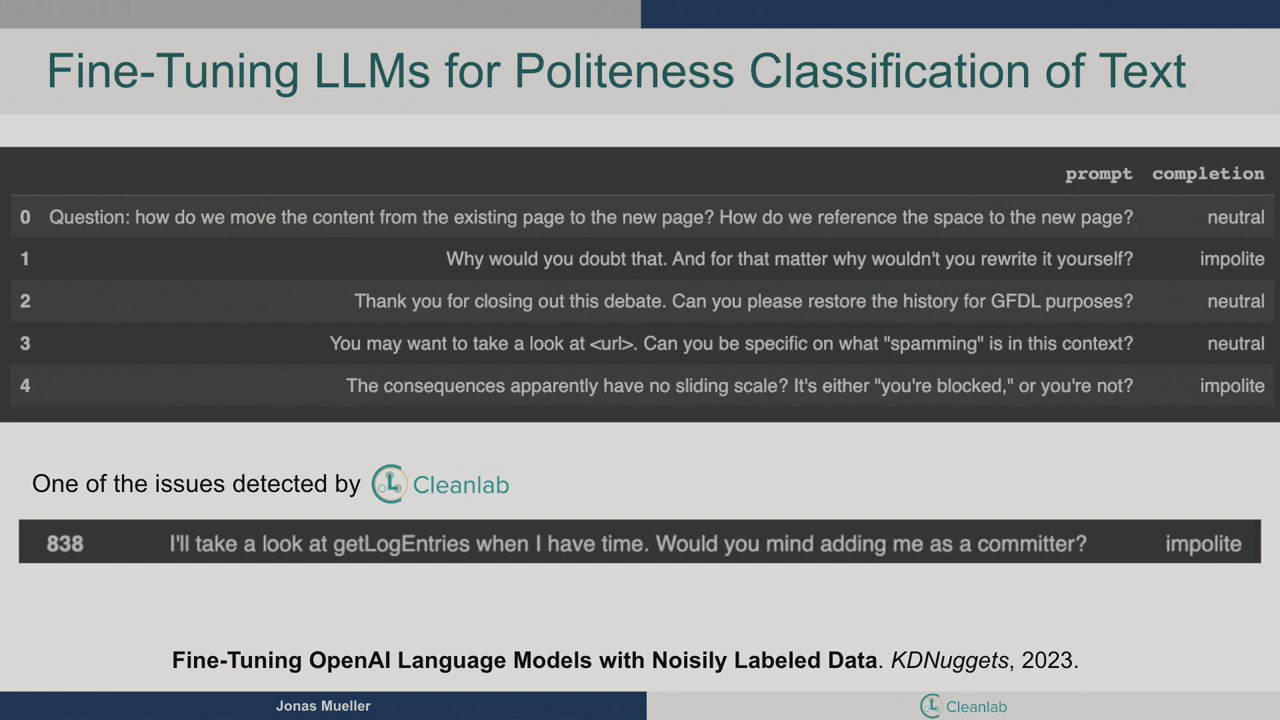 Fine-Tuning LLMs for Politeness Classification of Text
prompt completion
0 Question: how do we move the content from the existing page to the new page? How do we reference the space to the new page? neutral
1 Why would you doubt that. And for that matter why wouldn't you rewrite it yourself? impolite
2 Thank you for closing out this debate. Can you please restore the history for GFDL purposes? neutral
3 You may want to take a look at <url>. Can you be specific on what "spamming" is in this context? neutral
4 The consequences apparently have no sliding scale? It's either "you're blocked," or you're not? impolite
One of the issues detected by Cleanlab
838 I'll take a look at getLogEntries when I have time. Would you mind adding me as a committer? impolite
Fine-Tuning OpenAI Language Models with Noisily Labeled Data. KDNuggets, 2023.
Jonas Mueller Cleanlab